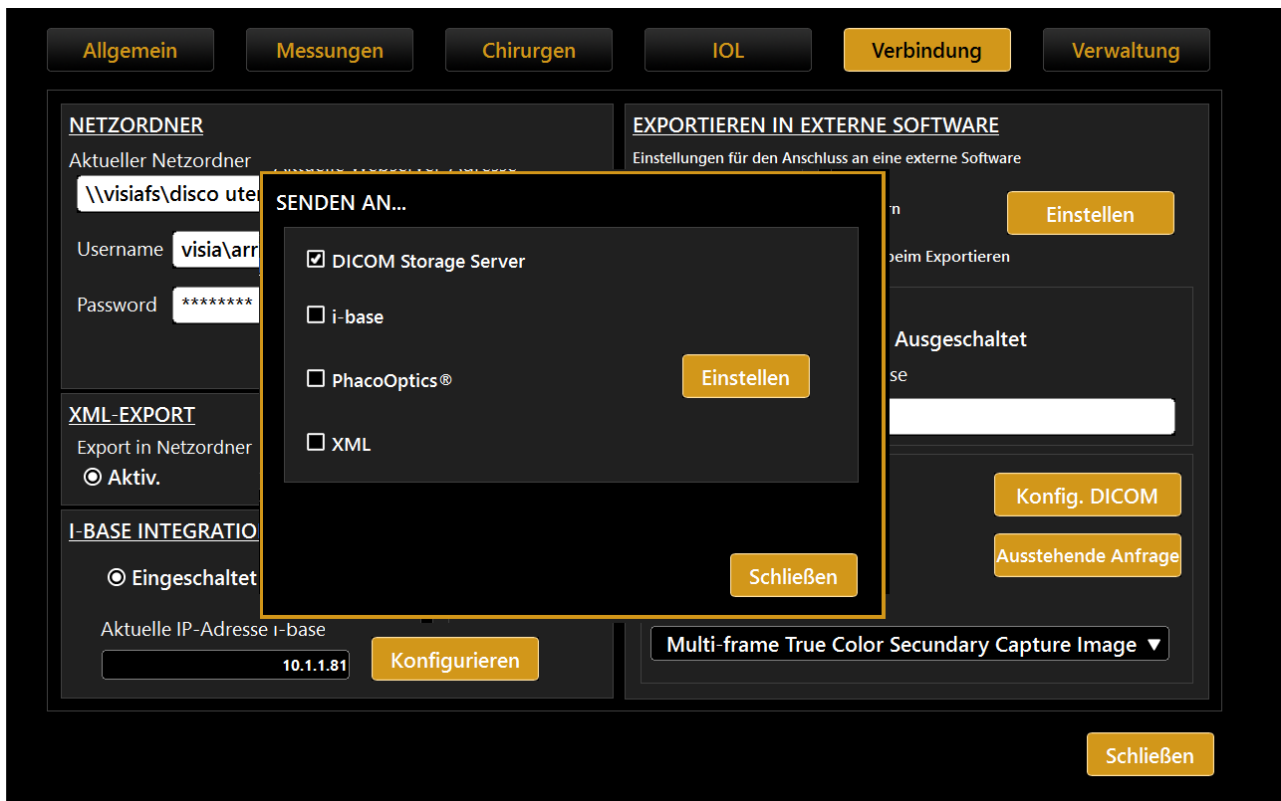 Allgemein Messungen Chirurgen IOL Verbindung Verwaltung
NETZORDNER
Aktueller Netzordner
\\visiafs\disco uter
Username visia\arr
Password ********
XML-EXPORT
Export in Netzordner
Aktiv.
I-BASE INTEGRATIO
Eingeschaltet
Aktuelle IP-Adresse i-base
10.1.1.81 Konfigurieren
SENDEN AN...
DICOM Storage Server
i-base
PhacoOptics® Einstellen
XML
Schließen
EXPORTIEREN IN EXTERNE SOFTWARE
Einstellungen für den Anschluss an eine externe Software
Einstellen
beim Exportieren
Ausgeschaltet
se
Konfig. DICOM
Ausstehende Anfrage
Multi-frame True Color Secundary Capture Image ▼
Schließen